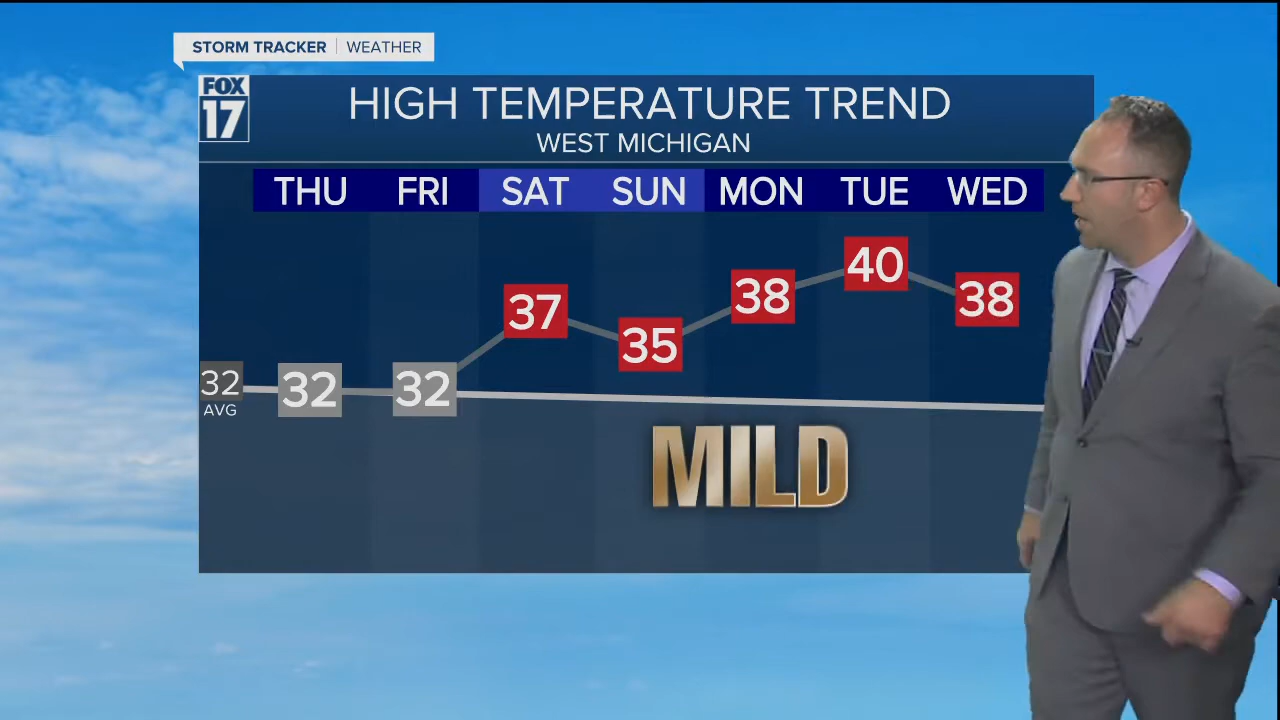 STORM TRACKER | WEATHER
FOX
17
HIGH TEMPERATURE TREND
WEST MICHIGAN
THU FRI SAT SUN MON TUE WED
32 32 32 37 35 38 40 38
AVG
MILD